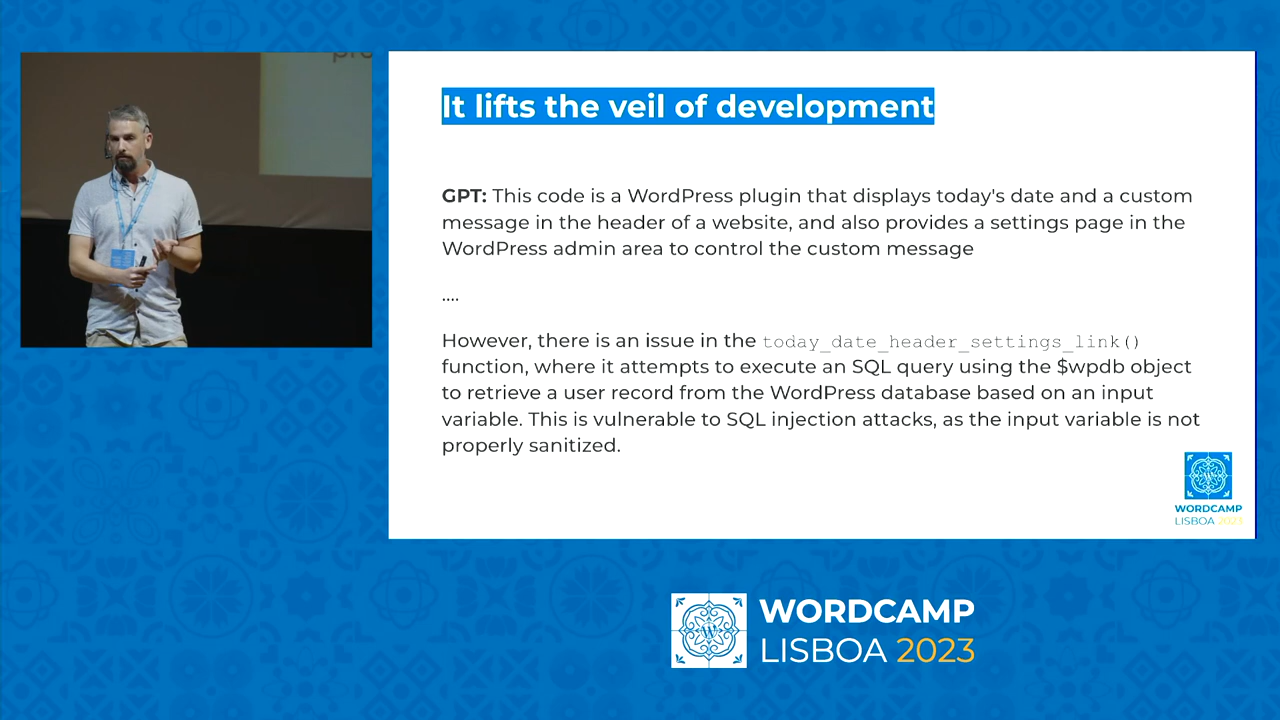 It lifts the veil of development
GPT: This code is a WordPress plugin that displays today's date and a custom
message in the header of a website, and also provides a settings page in the
WordPress admin area to control the custom message
....
However, there is an issue in the today_date_header_settings_link()
function, where it attempts to execute an SQL query using the $wpdb object
to retrieve a user record from the WordPress database based on an input
variable. This is vulnerable to SQL injection attacks, as the input variable is not
properly sanitized.
WORDCAMP
LISBOA 2023
WORDCAMP
LISBOA 2023